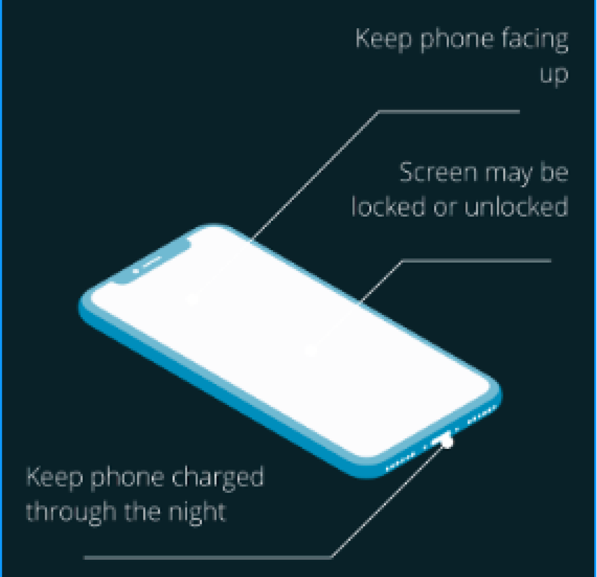 Keep phone facing
up
Screen may be
locked or unlocked
Keep phone charged
through the night